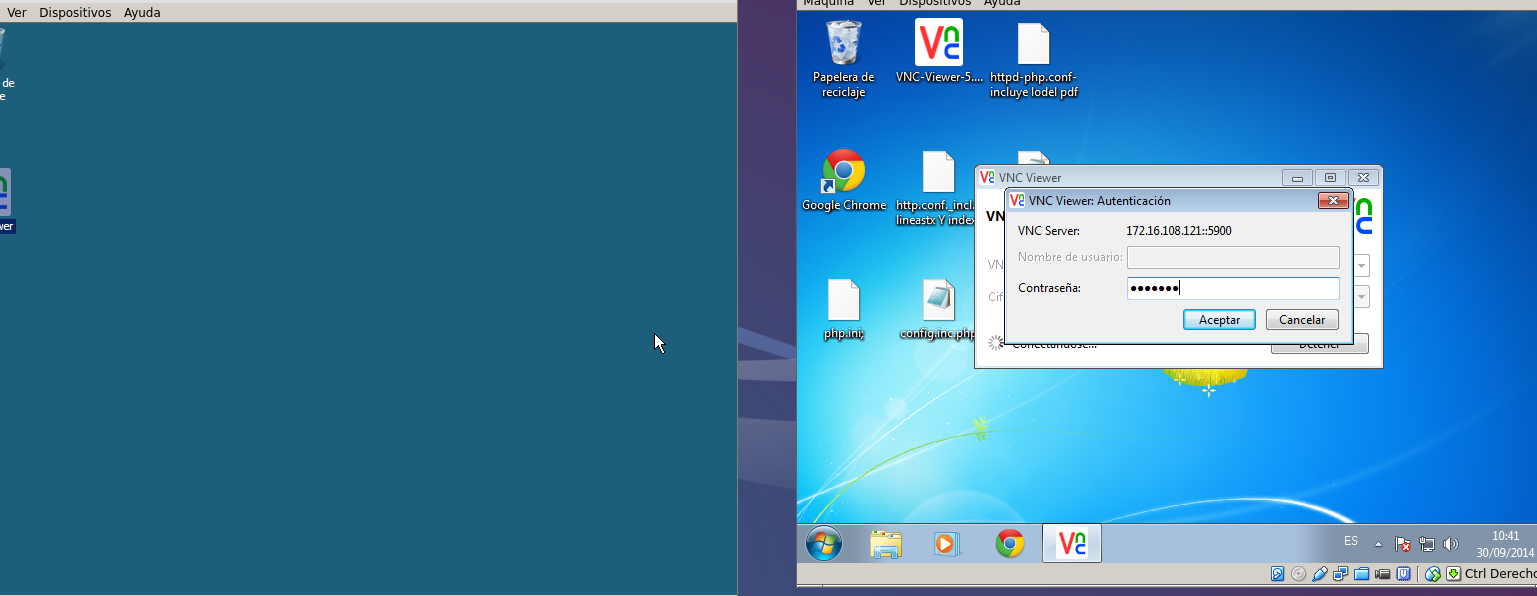 Ver Dispositivos Ayuda
de
e
wer
Máquina Ver Dispositivos Ayuda
Papelera de
reciclaje
VNC-Viewer-5....
httpd-php.conf-
incluye lodel pdf
Google Chrome
http.conf._incl.
lineastx Y index
php.ini;
config.inc.php
VNC Viewer
VNC Viewer: Autenticación
VN
VNC Server: 172.16.108.121::5900
Nombre de usuario:
VN
Contraseña: •••••••
Cif
Aceptar Cancelar
Conectándose...
Detener
ES
10:41
30/09/2014
Ctrl Derecho